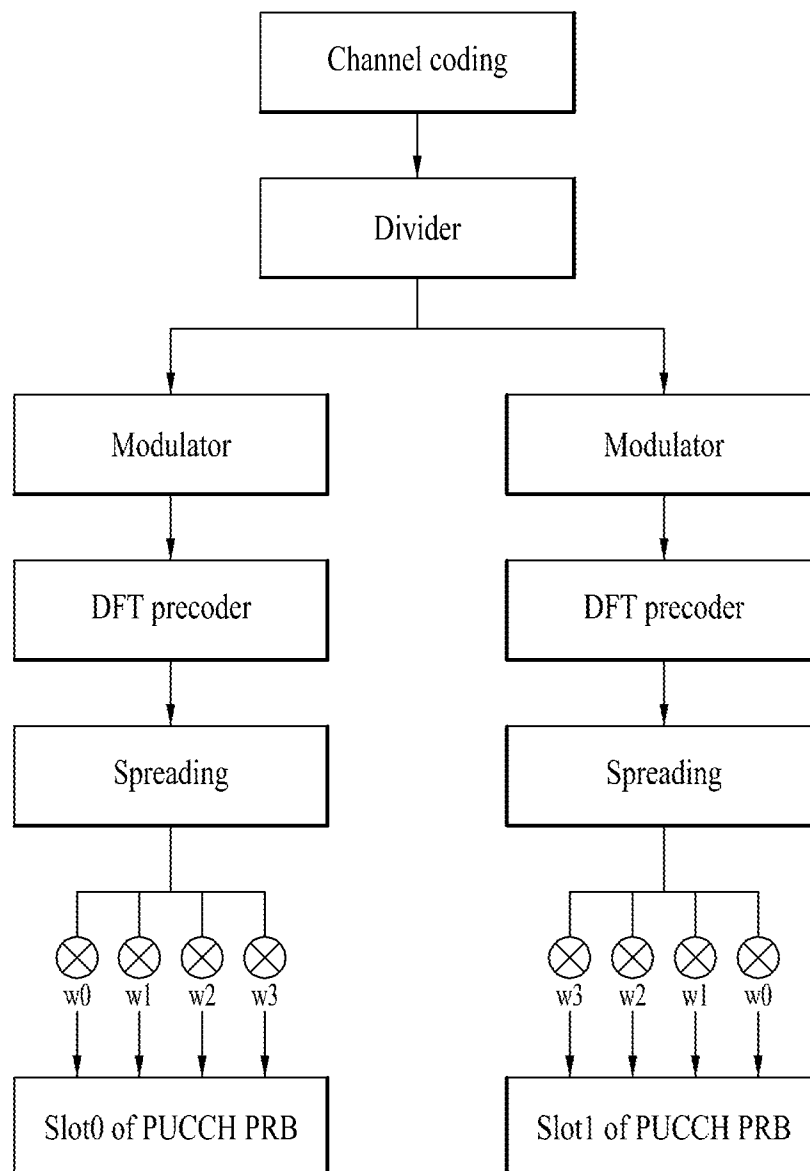 Channel coding
Divider
Modulator
Modulator
DFT precoder
DFT precoder
Spreading
Spreading
w0 w1 w2 w3
w3 w2 w1 w0
Slot0 of PUCCH PRB
Slot1 of PUCCH PRB